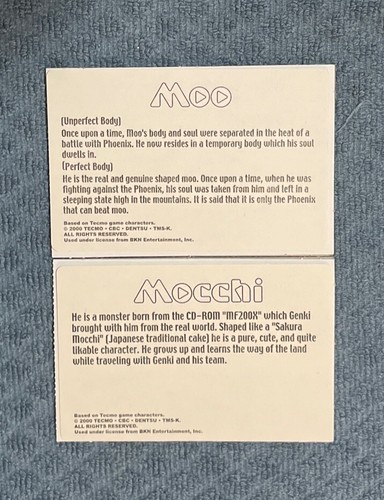 Moo
(Unperfect Body)
Once upon a time, Moo's body and soul were separated in the heat of a
battle with Phoenix. He now resides in a temporary body which his soul
dwells in.
(Perfect Body)
He is the real and genuine shaped moo. Once upon a time, when he was
fighting against the Phoenix, his soul was taken from him and left in a
sleeping state high in the mountains. It is said that it is only the Phoenix
that can beat moo.
Based on Tecmo game characters.
© 2000 TECMO • CBC • DENTSU • TMS-K.
ALL RIGHTS RESERVED.
Used under license from BKN Entertainment, Inc.
Mocchi
He is a monster born from the CD-ROM "MF200X" which Genki
brought with him from the real world. Shaped like a "Sakura
Mocchi" (Japanese traditional cake) he is a pure, cute, and quite
likable character. He grows up and learns the way of the land
while traveling with Genki and his team.
Based on Tecmo game characters.
© 2000 TECMO • CBC • DENTSU • TMS-K.
ALL RIGHTS RESERVED.
Used under license from BKN Entertainment, Inc.